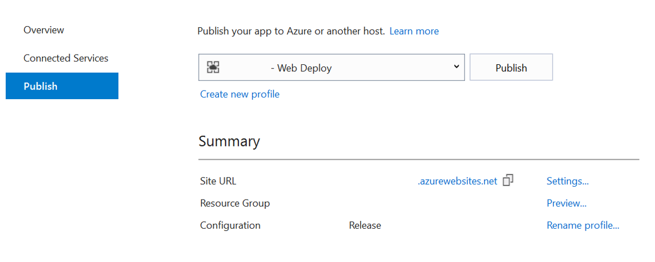 Overview
Connected Services
Publish
Publish your app to Azure or another host. Learn more
- Web Deploy
Publish
Create new profile
Summary
Site URL .azurewebsites.net Settings...
Resource Group Preview...
Configuration Release Rename profile...